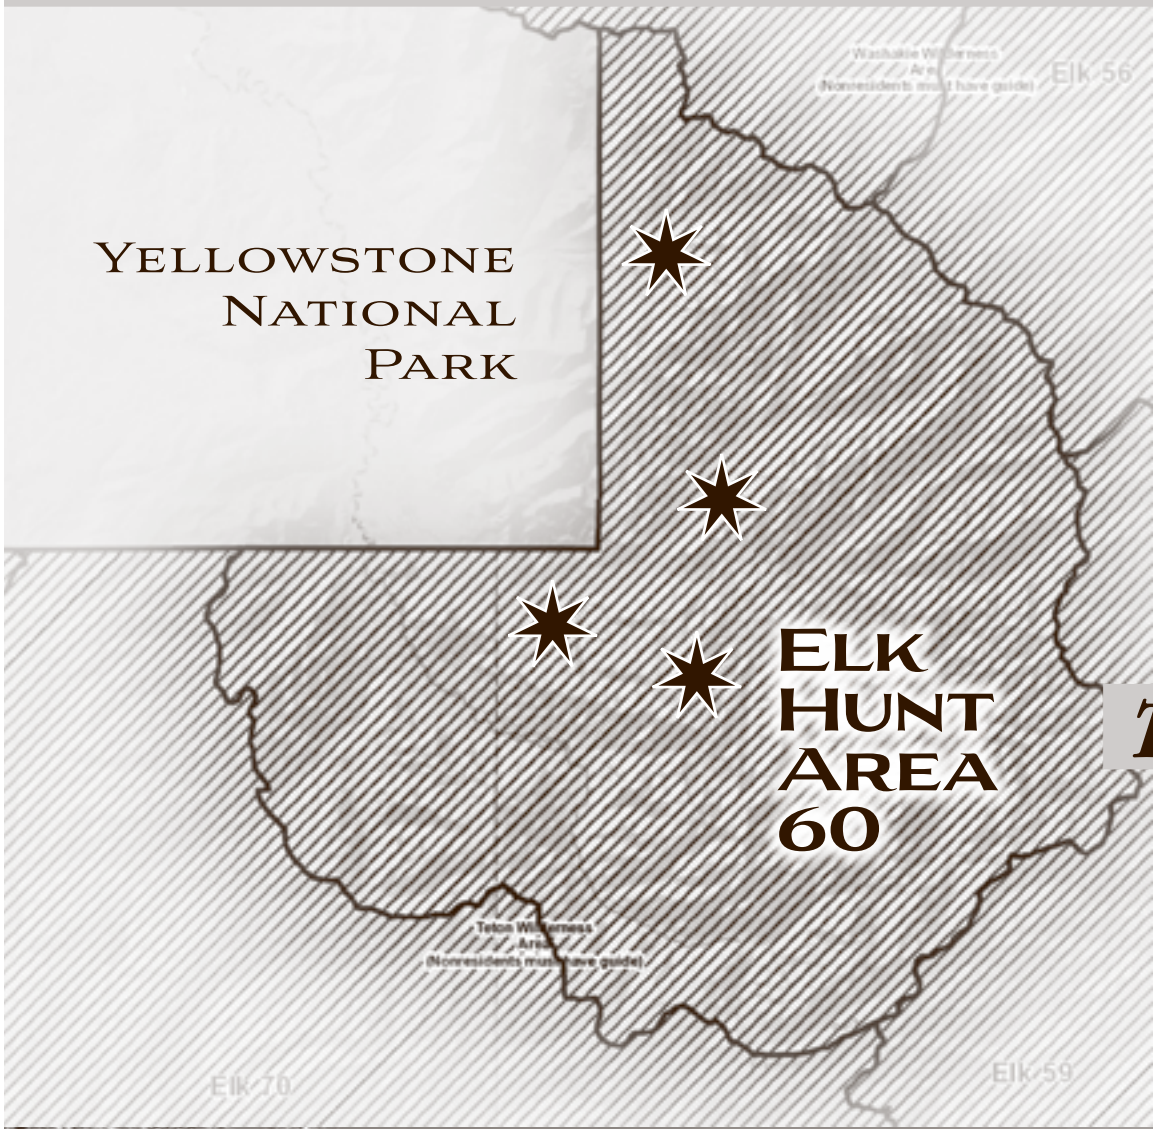 Washakie Wilderness
Area
(Nonresidents must have guide)
Elk 56
YELLOWSTONE
NATIONAL
PARK
ELK
HUNT
AREA
60
T
Teton Wilderness
Area
(Nonresidents must have guide)
Elk 70
Elk 59